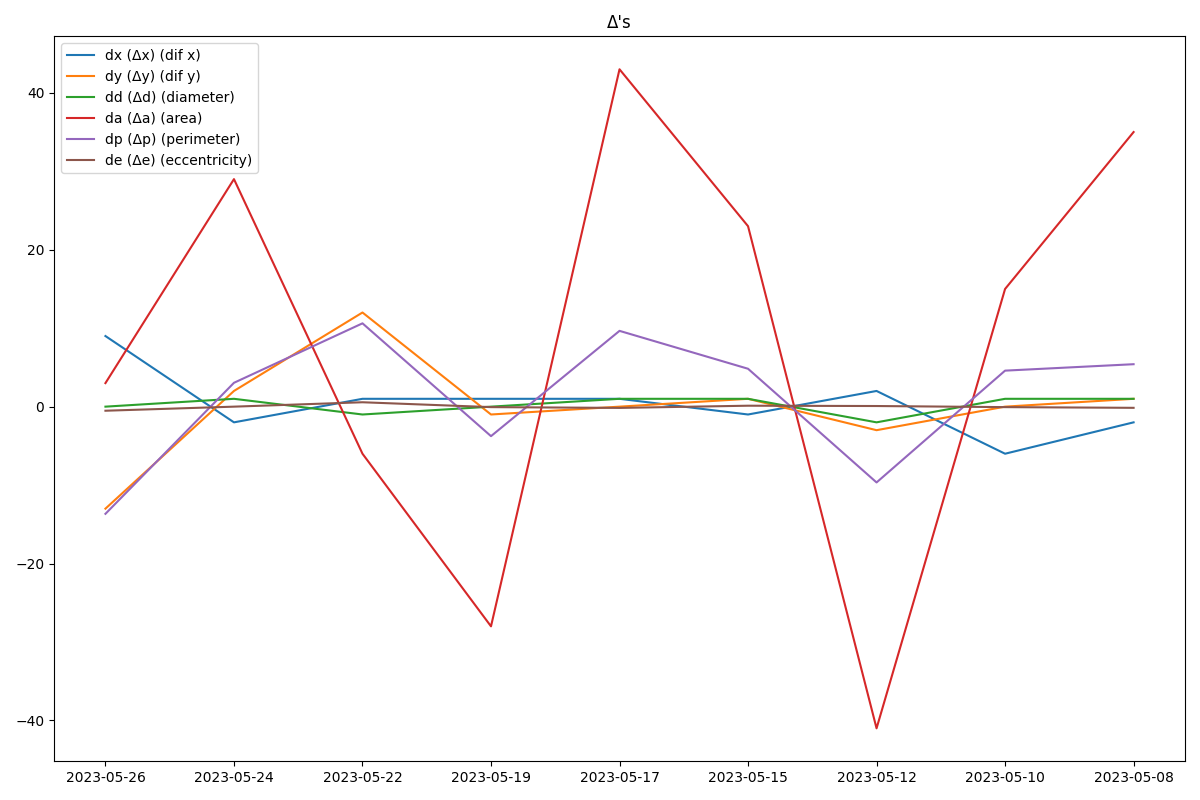 Δ's
dx (Δx) (dif x)
dy (Δy) (dif y)
dd (Δd) (diameter)
da (Δa) (area)
dp (Δp) (perimeter)
de (Δe) (eccentricity)
40
20
0
−20
−40
2023-05-26 2023-05-24 2023-05-22 2023-05-19 2023-05-17 2023-05-15 2023-05-12 2023-05-10 2023-05-08